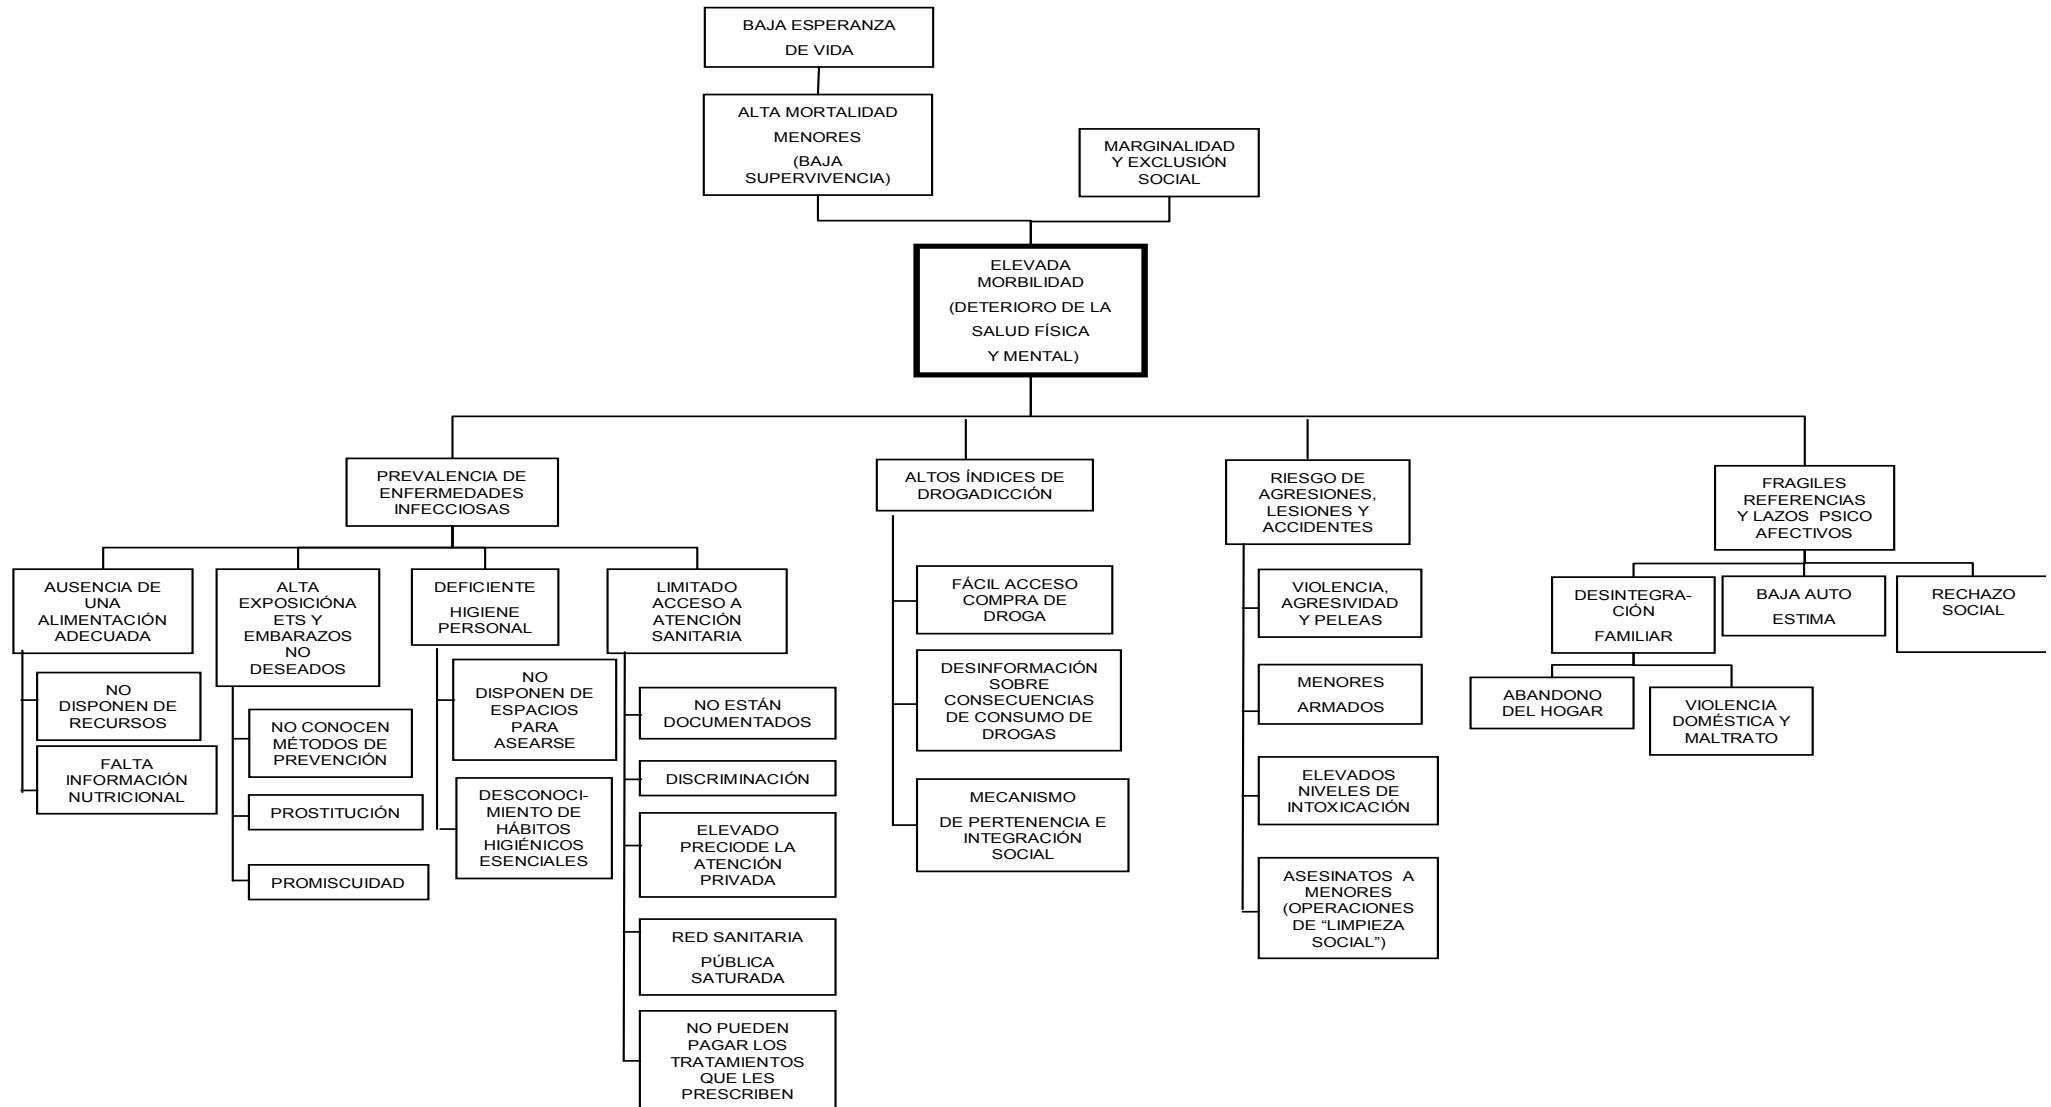 BAJA ESPERANZA
DE VIDA
ALTA MORTALIDAD
MENORES
(BAJA
SUPERVIVENCIA)
MARGINALIDAD
Y EXCLUSIÓN
SOCIAL
ELEVADA
MORBILIDAD
(DETERIORO DE LA
SALUD FÍSICA
Y MENTAL)
PREVALENCIA DE
ENFERMEDADES
INFECCIOSAS
ALTOS ÍNDICES DE
DROGADICCIÓN
RIESGO DE
AGRESIONES,
LESIONES Y
ACCIDENTES
FRAGILES
REFERENCIAS
Y LAZOS PSICO
AFECTIVOS
AUSENCIA DE
UNA
ALIMENTACIÓN
ADECUADA
ALTA
EXPOSICIÓNA
ETS Y
EMBARAZOS
NO
DESEADOS
DEFICIENTE
HIGIENE
PERSONAL
LIMITADO
ACCESO A
ATENCIÓN
SANITARIA
NO
DISPONEN DE
RECURSOS
FALTA
INFORMACIÓN
NUTRICIONAL
NO CONOCEN
MÉTODOS DE
PREVENCIÓN
PROSTITUCIÓN
PROMISCUIDAD
NO
DISPONEN DE
ESPACIOS
PARA
ASEARSE
DESCONOCI-
MIENTO DE
HÁBITOS
HIGIÉNICOS
ESENCIALES
NO ESTÁN
DOCUMENTADOS
DISCRIMINACIÓN
ELEVADO
PRECIODE LA
ATENCIÓN
PRIVADA
RED SANITARIA
PÚBLICA
SATURADA
NO PUEDEN
PAGAR LOS
TRATAMIENTOS
QUE LES
PRESCRIBEN
FÁCIL ACCESO
COMPRA DE
DROGA
DESINFORMACIÓN
SOBRE
CONSECUENCIAS
DE CONSUMO DE
DROGAS
MECANISMO
DE PERTENENCIA E
INTEGRACIÓN
SOCIAL
VIOLENCIA,
AGRESIVIDAD
Y PELEAS
MENORES
ARMADOS
ELEVADOS
NIVELES DE
INTOXICACIÓN
ASESINATOS A
MENORES
(OPERACIONES
DE “LIMPIEZA
SOCIAL”)
DESINTEGRA-
CIÓN
FAMILIAR
BAJA AUTO
ESTIMA
RECHAZO
SOCIAL
ABANDONO
DEL HOGAR
VIOLENCIA
DOMÉSTICA Y
MALTRATO